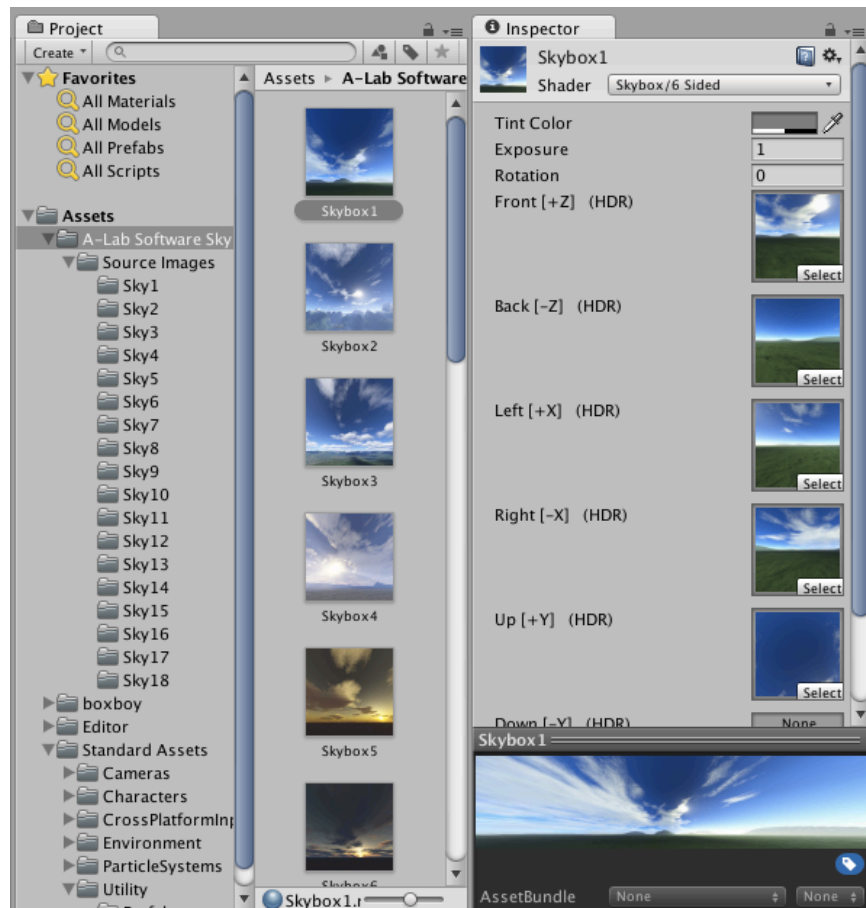 Project
Create
Favorites
All Materials
All Models
All Prefabs
All Scripts
Assets
A-Lab Software Sky
Source Images
Sky1
Sky2
Sky3
Sky4
Sky5
Sky6
Sky7
Sky8
Sky9
Sky10
Sky11
Sky12
Sky13
Sky14
Sky15
Sky16
Sky17
Sky18
boxboy
Editor
Standard Assets
Cameras
Characters
CrossPlatformInp
Environment
ParticleSystems
Utility
Assets A-Lab Software
Skybox1
Skybox2
Skybox3
Skybox4
Skybox5
Skybox6
Skybox1.r
Inspector
Skybox1
Shader Skybox/6 Sided
Tint Color
Exposure 1
Rotation 0
Front [+Z] (HDR)
Select
Back [-Z] (HDR)
Select
Left [+X] (HDR)
Select
Right [-X] (HDR)
Select
Up [+Y] (HDR)
Select
Down [-Y] (HDR) None
Skybox1
AssetBundle None None